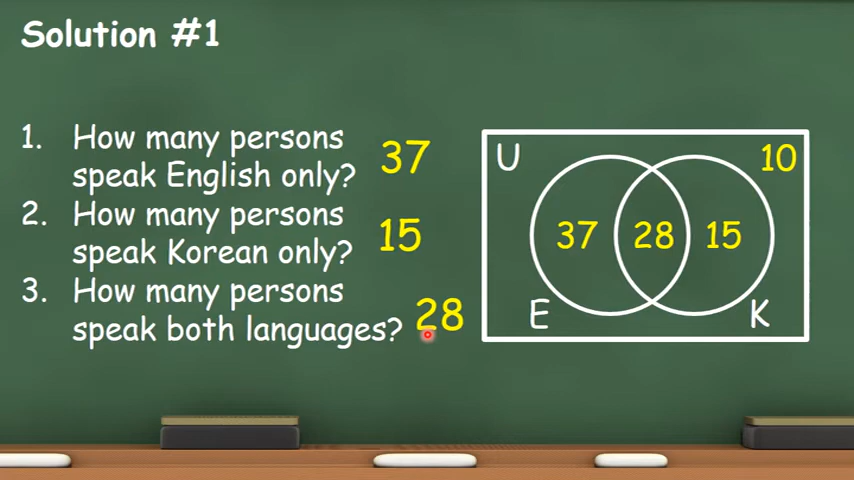 Solution #1
1. How many persons
speak English only?
37
2. How many persons
speak Korean only?
15
3. How many persons
speak both languages?
28
U
10
37 28 15
E
K